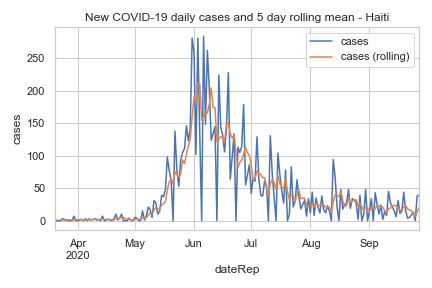 New COVID-19 daily cases and 5 day rolling mean - Haiti
cases
cases (rolling)
cases
250
200
150
100
50
0
Apr
2020
May
Jun
Jul
Aug
Sep
dateRep